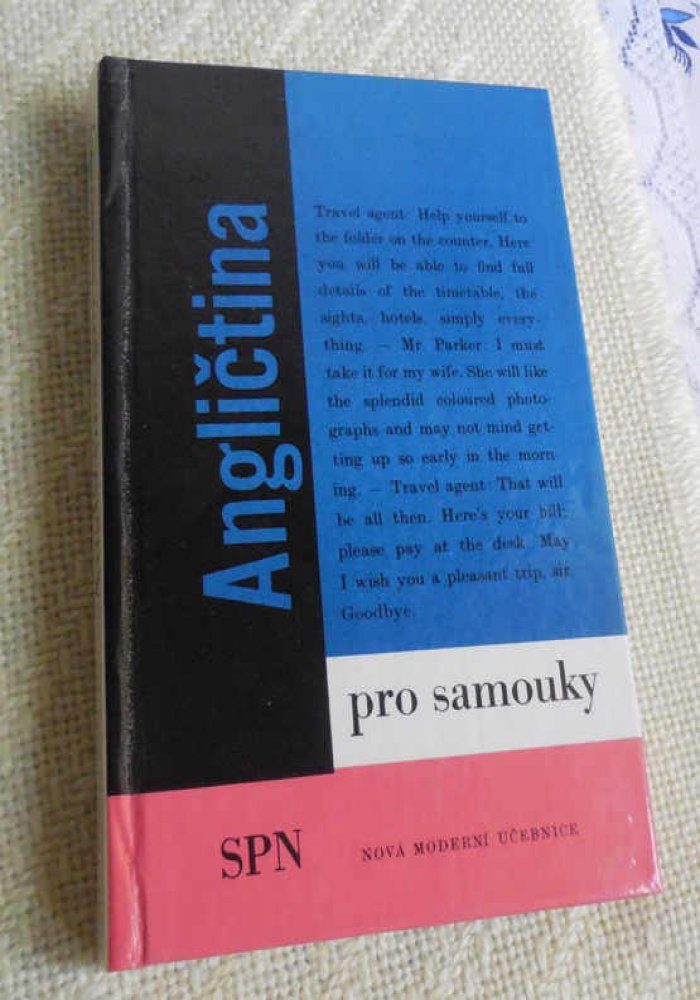 Angličtina
Travel agent: Help yourself to
the folder on the counter. Here
you will be able to find full
details of the timetable, the
sights, hotels, simply every-
thing. – Mr. Parker: I must
take it for my wife. She will like
the splendid coloured photo-
graphs and may not mind get-
ting up so early in the morn-
ing. – Travel agent: That will
be all then. Here's your bill;
please pay at the desk. May
I wish you a pleasant trip, sir.
Goodbye.
pro samouky
SPN
NOVÁ MODERNÍ UČEBNICE